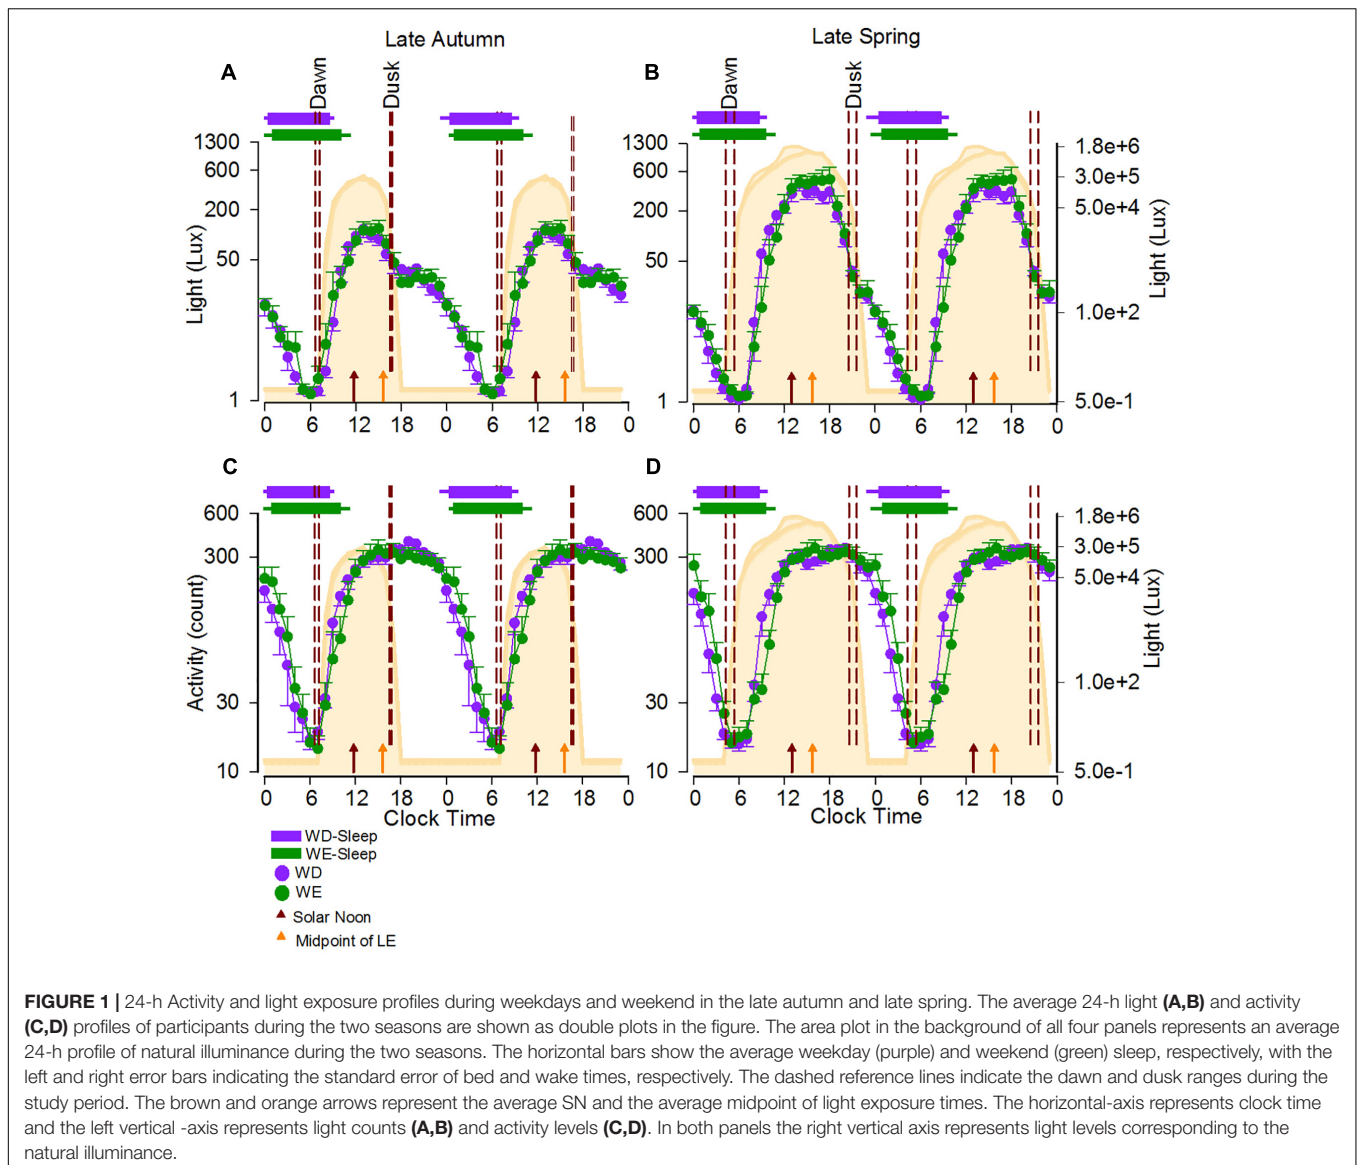 Late Autumn
Late Spring
A
B
Dawn
Dusk
Dawn
Dusk
1300
600
200
50
1
Light (Lux)
1300
600
200
50
1
1.8e+6
3.0e+5
5.0e+4
1.0e+2
5.0e-1
Light (Lux)
0 6 12 18 0 6 12 18 0
0 6 12 18 0 6 12 18 0
C
D
600
300
30
10
Activity (count)
600
300
30
10
1.8e+6
3.0e+5
5.0e+4
1.0e+2
5.0e-1
Light (Lux)
0 6 12 18 0 6 12 18 0
0 6 12 18 0 6 12 18 0
Clock Time
Clock Time
WD-Sleep
WE-Sleep
WD
WE
Solar Noon
Midpoint of LE
FIGURE 1 | 24-h Activity and light exposure profiles during weekdays and weekend in the late autumn and late spring. The average 24-h light (A,B) and activity
(C,D) profiles of participants during the two seasons are shown as double plots in the figure. The area plot in the background of all four panels represents an average
24-h profile of natural illuminance during the two seasons. The horizontal bars show the average weekday (purple) and weekend (green) sleep, respectively, with the
left and right error bars indicating the standard error of bed and wake times, respectively. The dashed reference lines indicate the dawn and dusk ranges during the
study period. The brown and orange arrows represent the average SN and the average midpoint of light exposure times. The horizontal-axis represents clock time
and the left vertical -axis represents light counts (A,B) and activity levels (C,D). In both panels the right vertical axis represents light levels corresponding to the
natural illuminance.